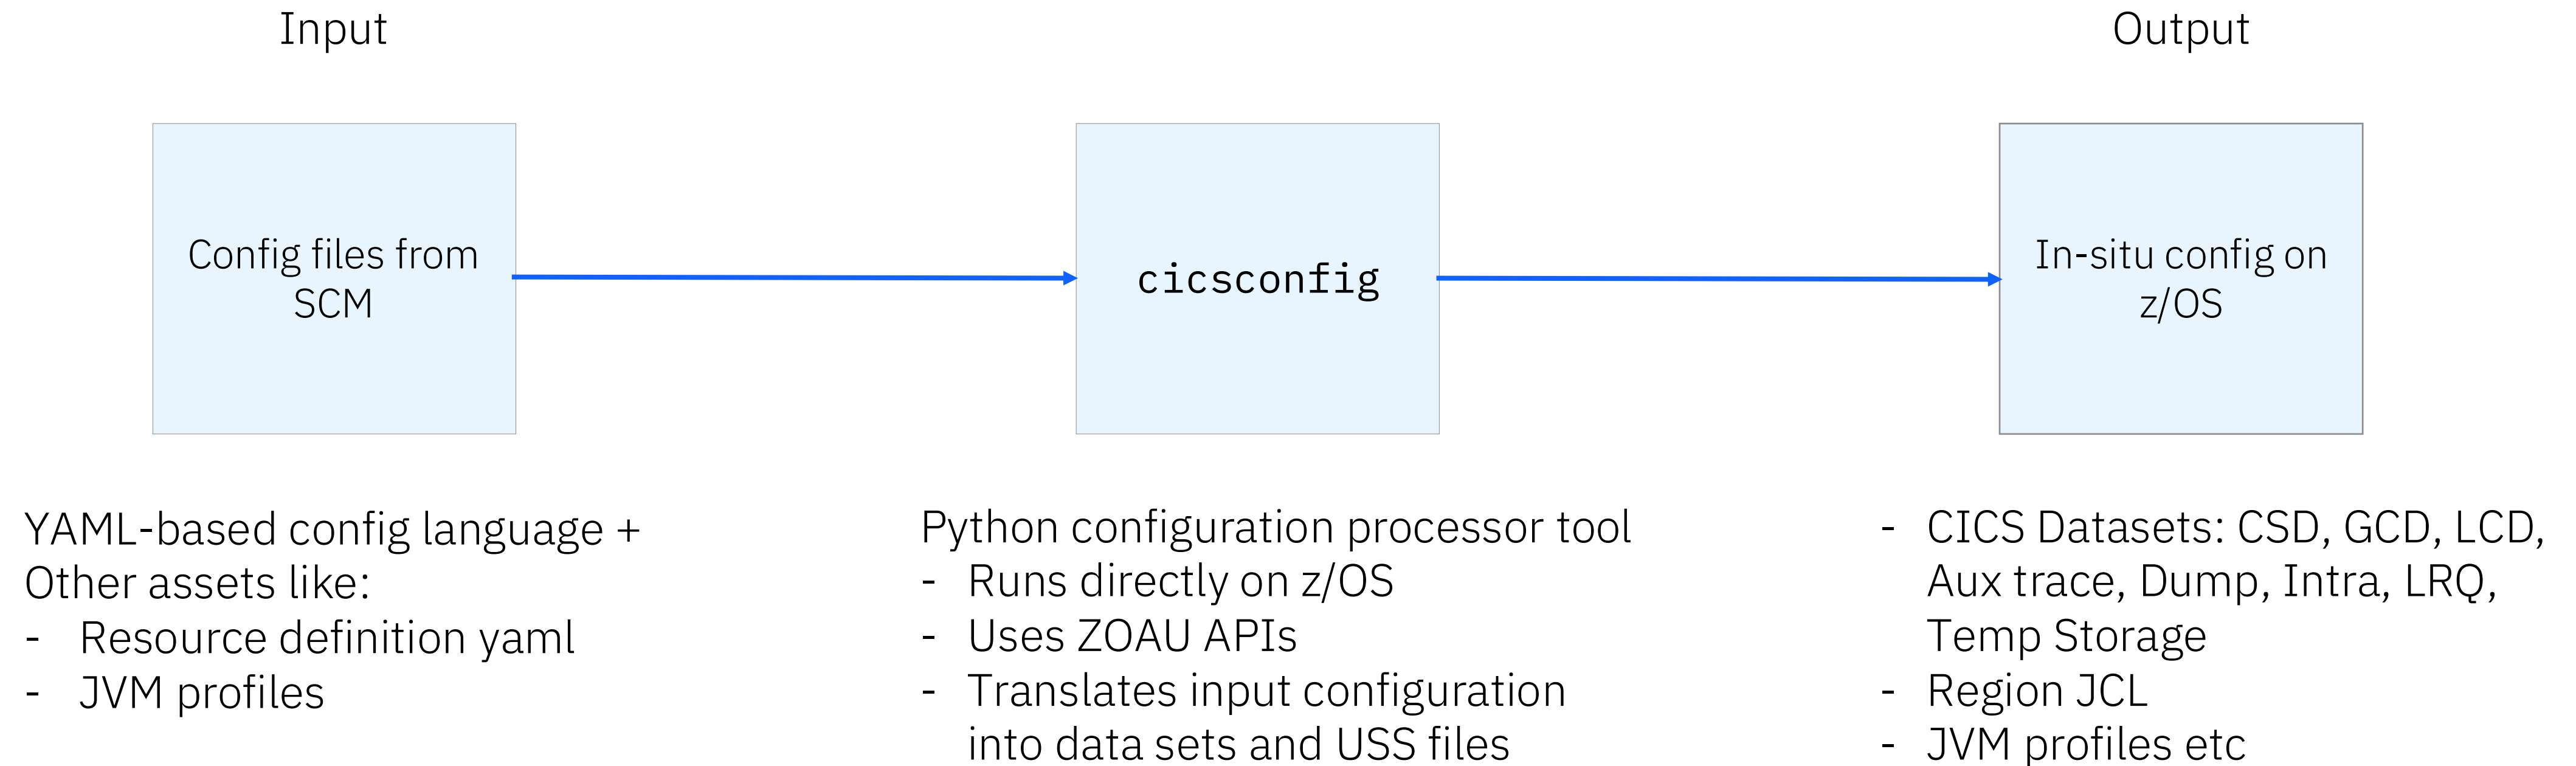 Input
Output
Config files from
SCM
cicsconfig
In-situ config on
z/OS
YAML-based config language +
Other assets like:
- Resource definition yaml
- JVM profiles
Python configuration processor tool
- Runs directly on z/OS
- Uses ZOAU APIs
- Translates input configuration
into data sets and USS files
- CICS Datasets: CSD, GCD, LCD,
Aux trace, Dump, Intra, LRQ,
Temp Storage
- Region JCL
- JVM profiles etc